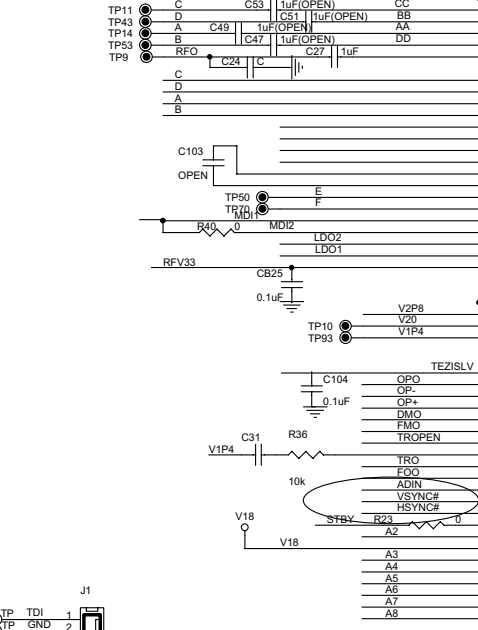 C C53 1uF(OPEN) CC
TP11
D C51 1uF(OPEN) BB
TP43
A C49 1uF(OPEN) AA
TP14
B C47 1uF(OPEN) DD
TP53
RFO C27 1uF
TP9
C24 C
C
D
A
B
C103
OPEN
TP50 E
TP70 F
MDI1
R40 0 MDI2
LDO2
LDO1
RFV33
CB25
0.1uF
V2P8
TP10 V20
TP93 V1P4
TEZISLV
C104 OPO
OP-
0.1uF OP+
DMO
FMO
C31 R36 TROPEN
V1P4
TRO
FOO
10k ADIN
VSYNC#
HSYNC#
V18 STBY R23 0
A2
V18
A3
A4
A5
A6
A7
A8
J1
TP TDI 1
TP GND 2